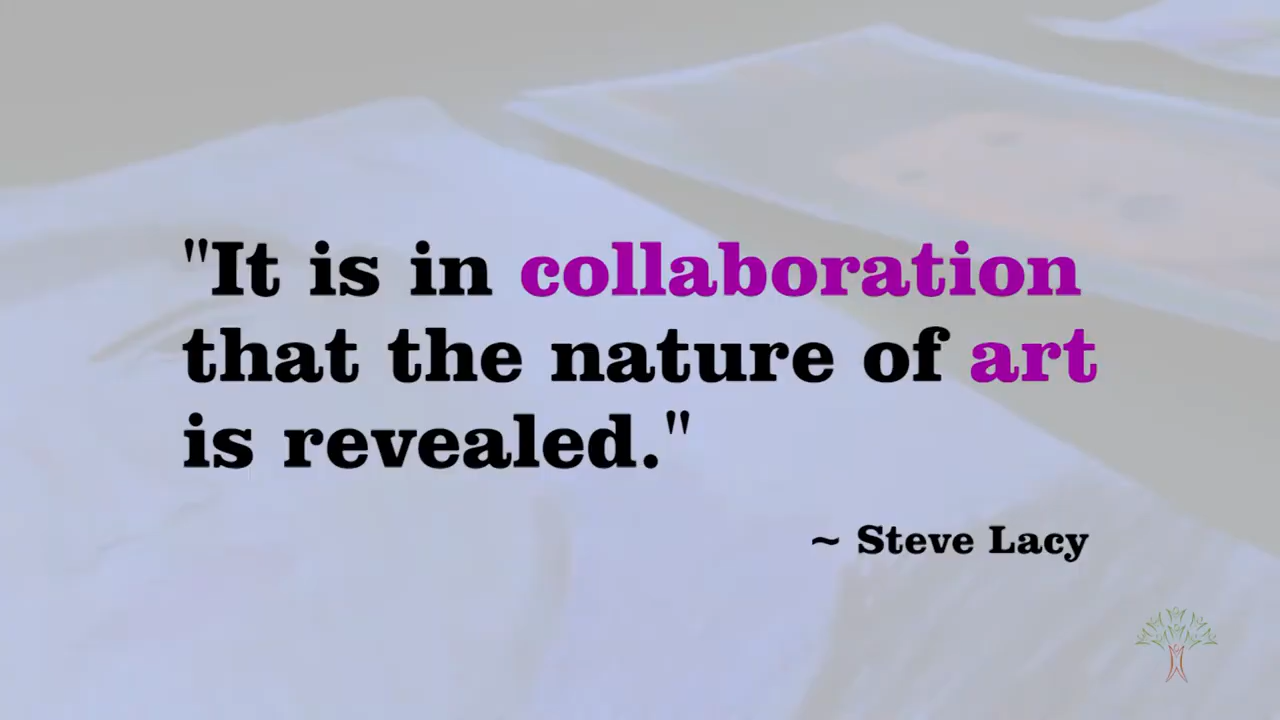 "It is in collaboration
that the nature of art
is revealed."
~ Steve Lacy